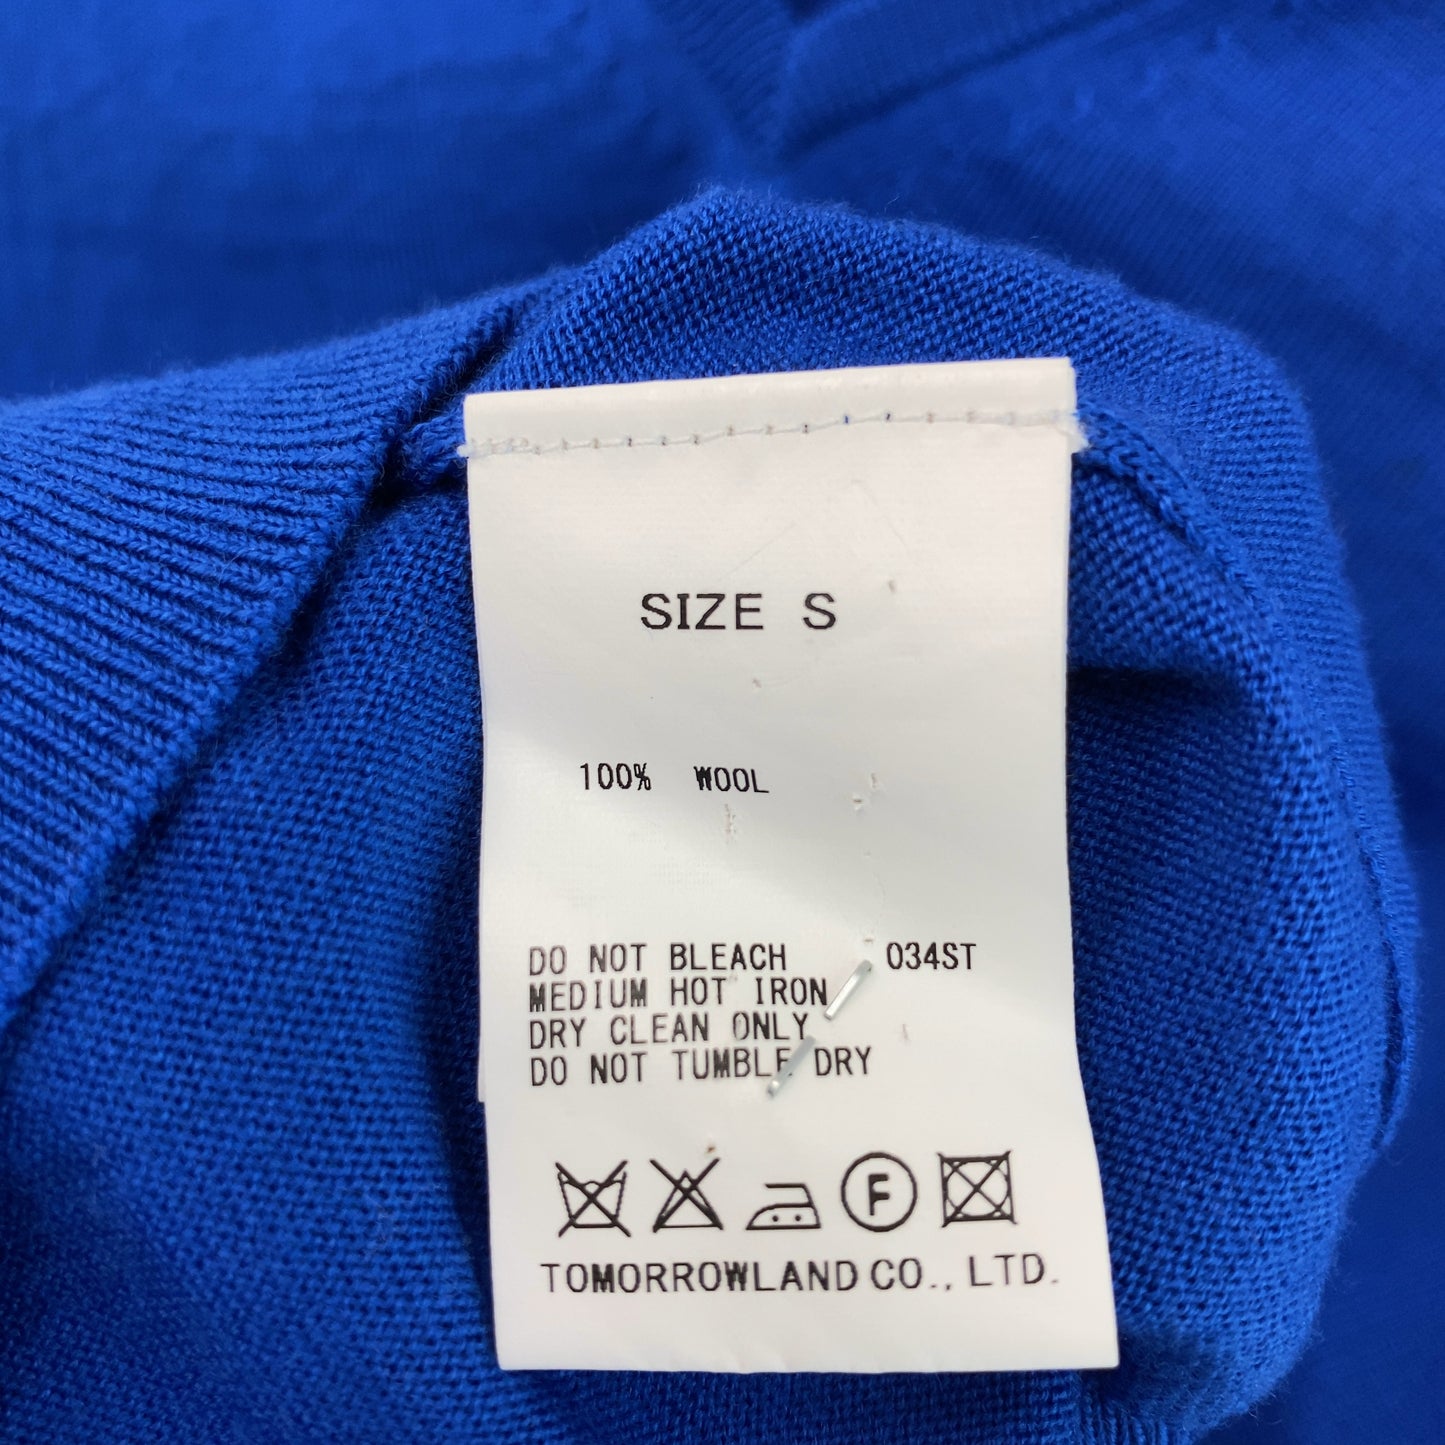 SIZE S
100% WOOL
DO NOT BLEACH 034ST
MEDIUM HOT IRON
DRY CLEAN ONLY
DO NOT TUMBLE DRY
F
TOMORROWLAND CO., LTD.